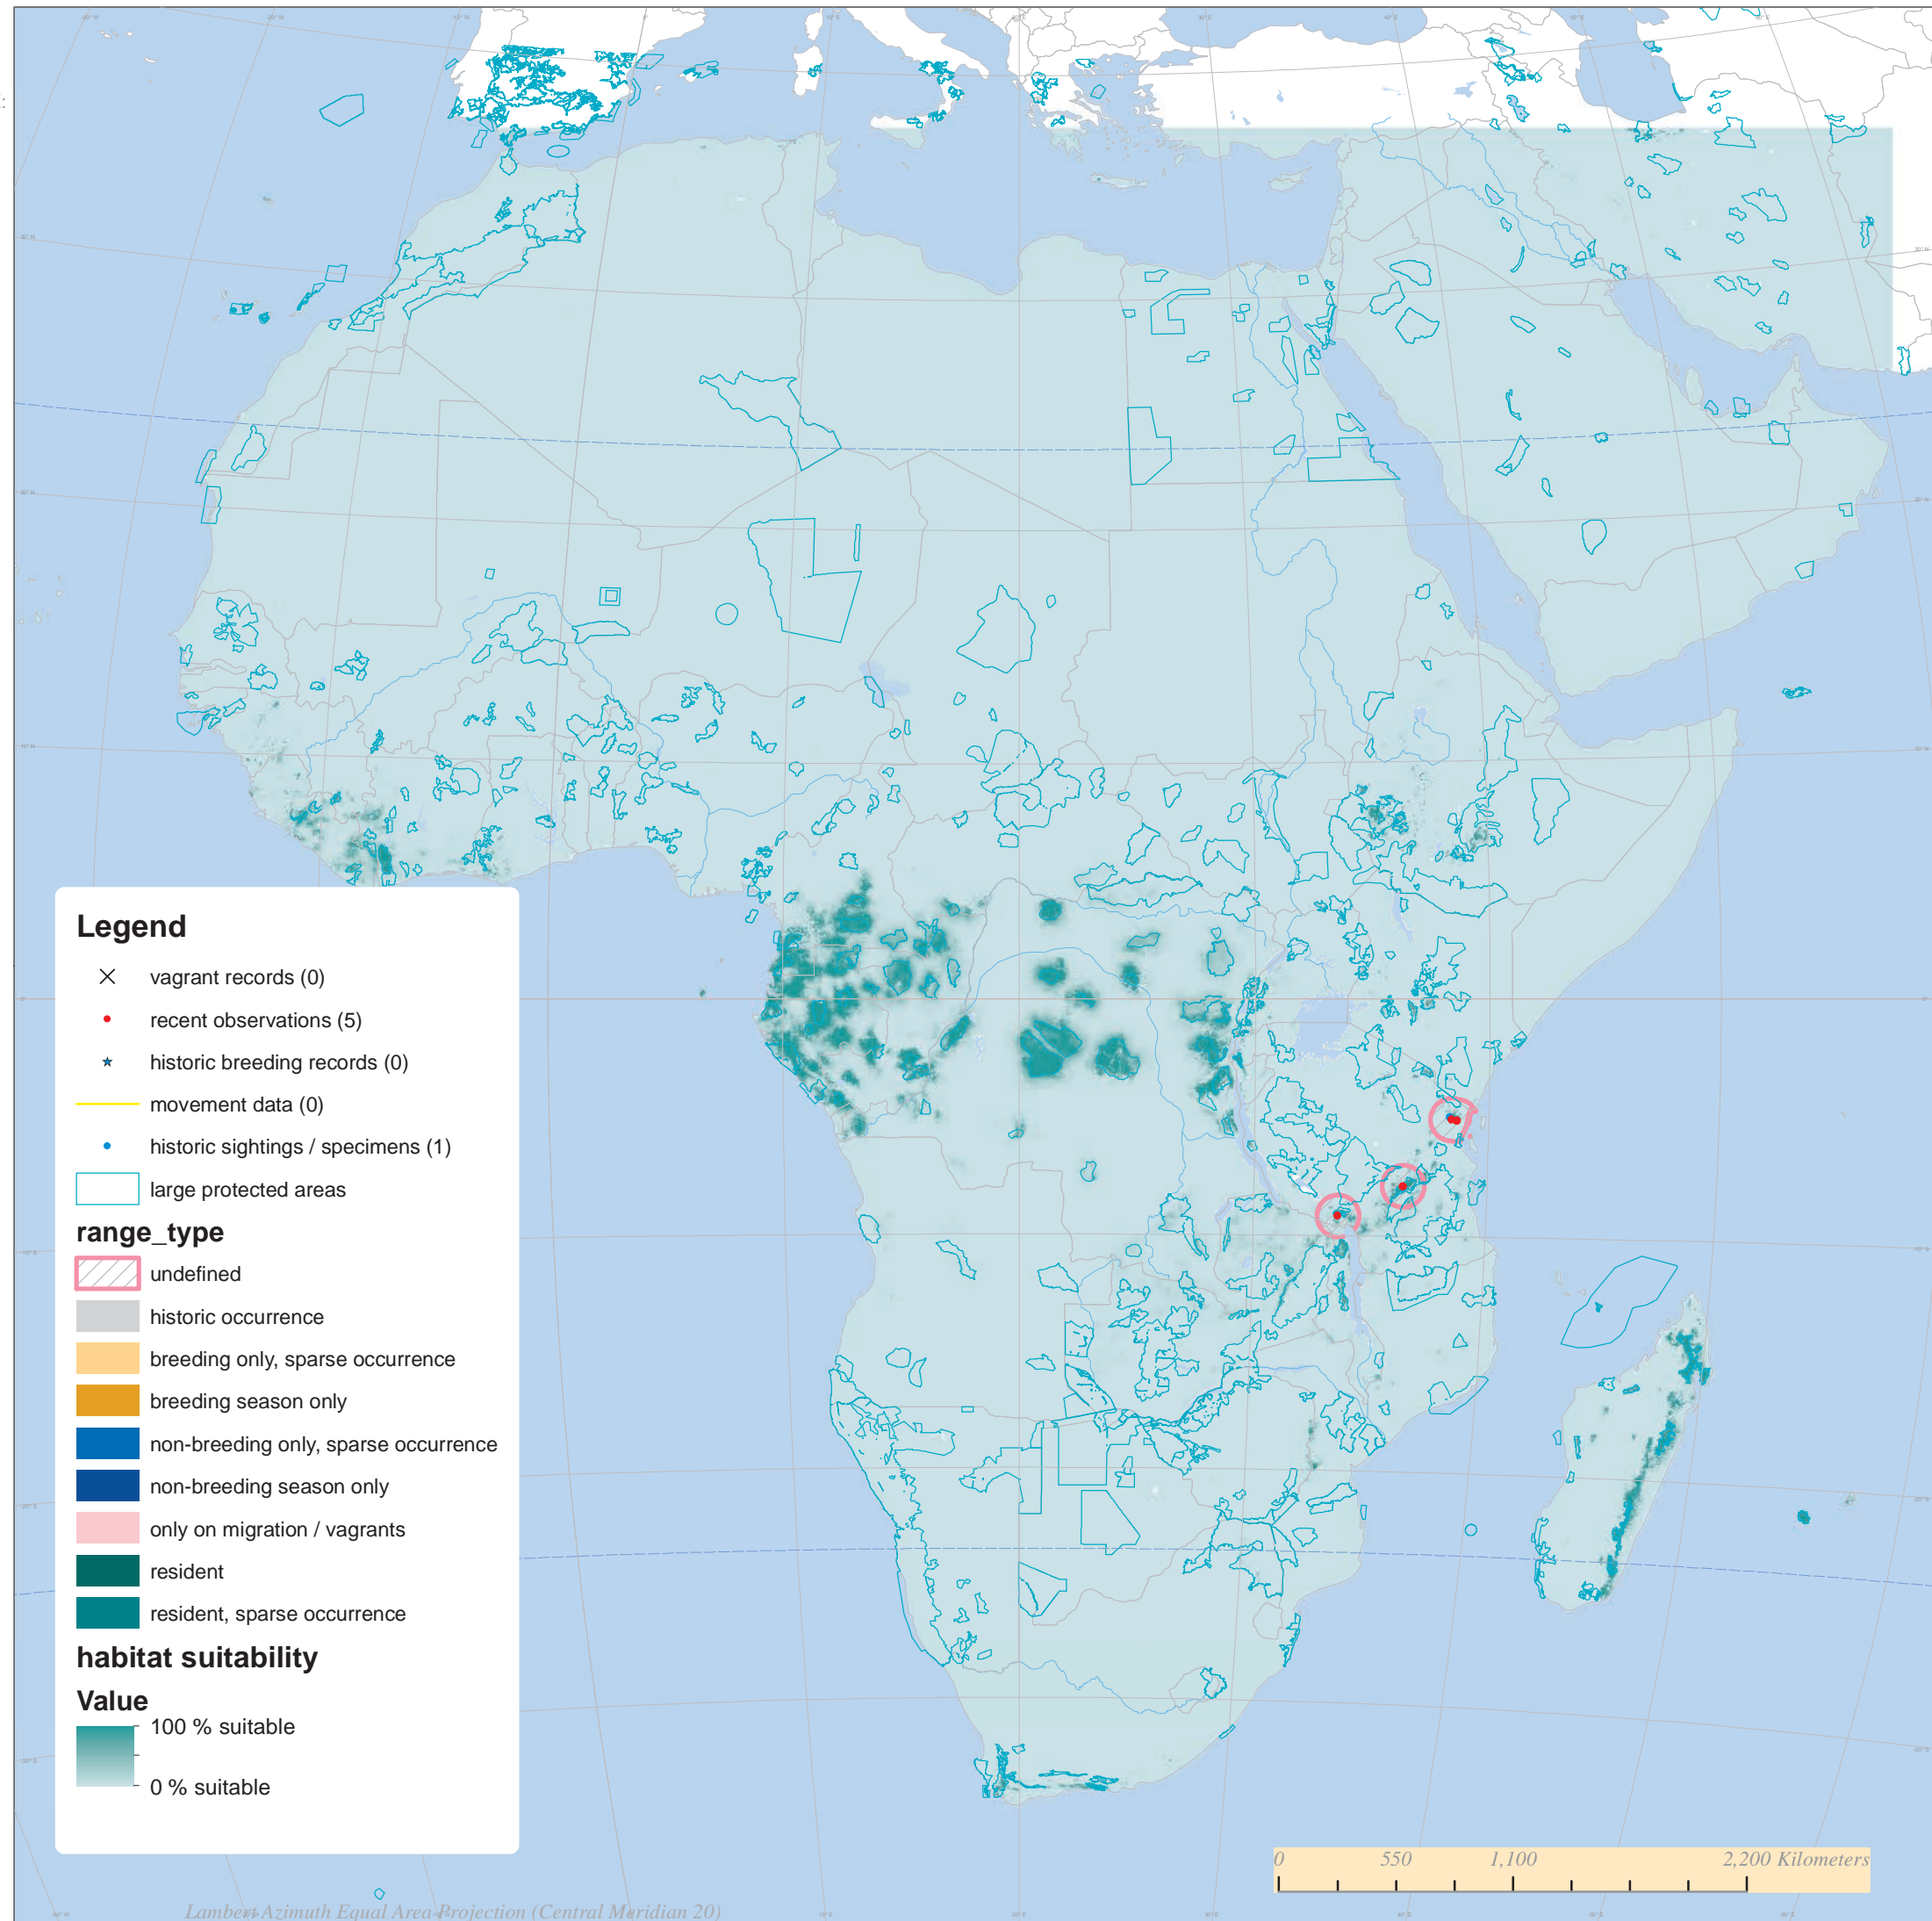 Legend
vagrant records (0)
recent observations (5)
historic breeding records (0)
movement data (0)
historic sightings / specimens (1)
large protected areas
range_type
undefined
historic occurrence
breeding only, sparse occurrence
breeding season only
non-breeding only, sparse occurrence
non-breeding season only
only on migration / vagrants
resident
resident, sparse occurrence
habitat suitability
Value
100 % suitable
0 % suitable
0 550 1,100 2,200 Kilometers
Lambert Azimuth Equal Area Projection (Central Meridian 20)